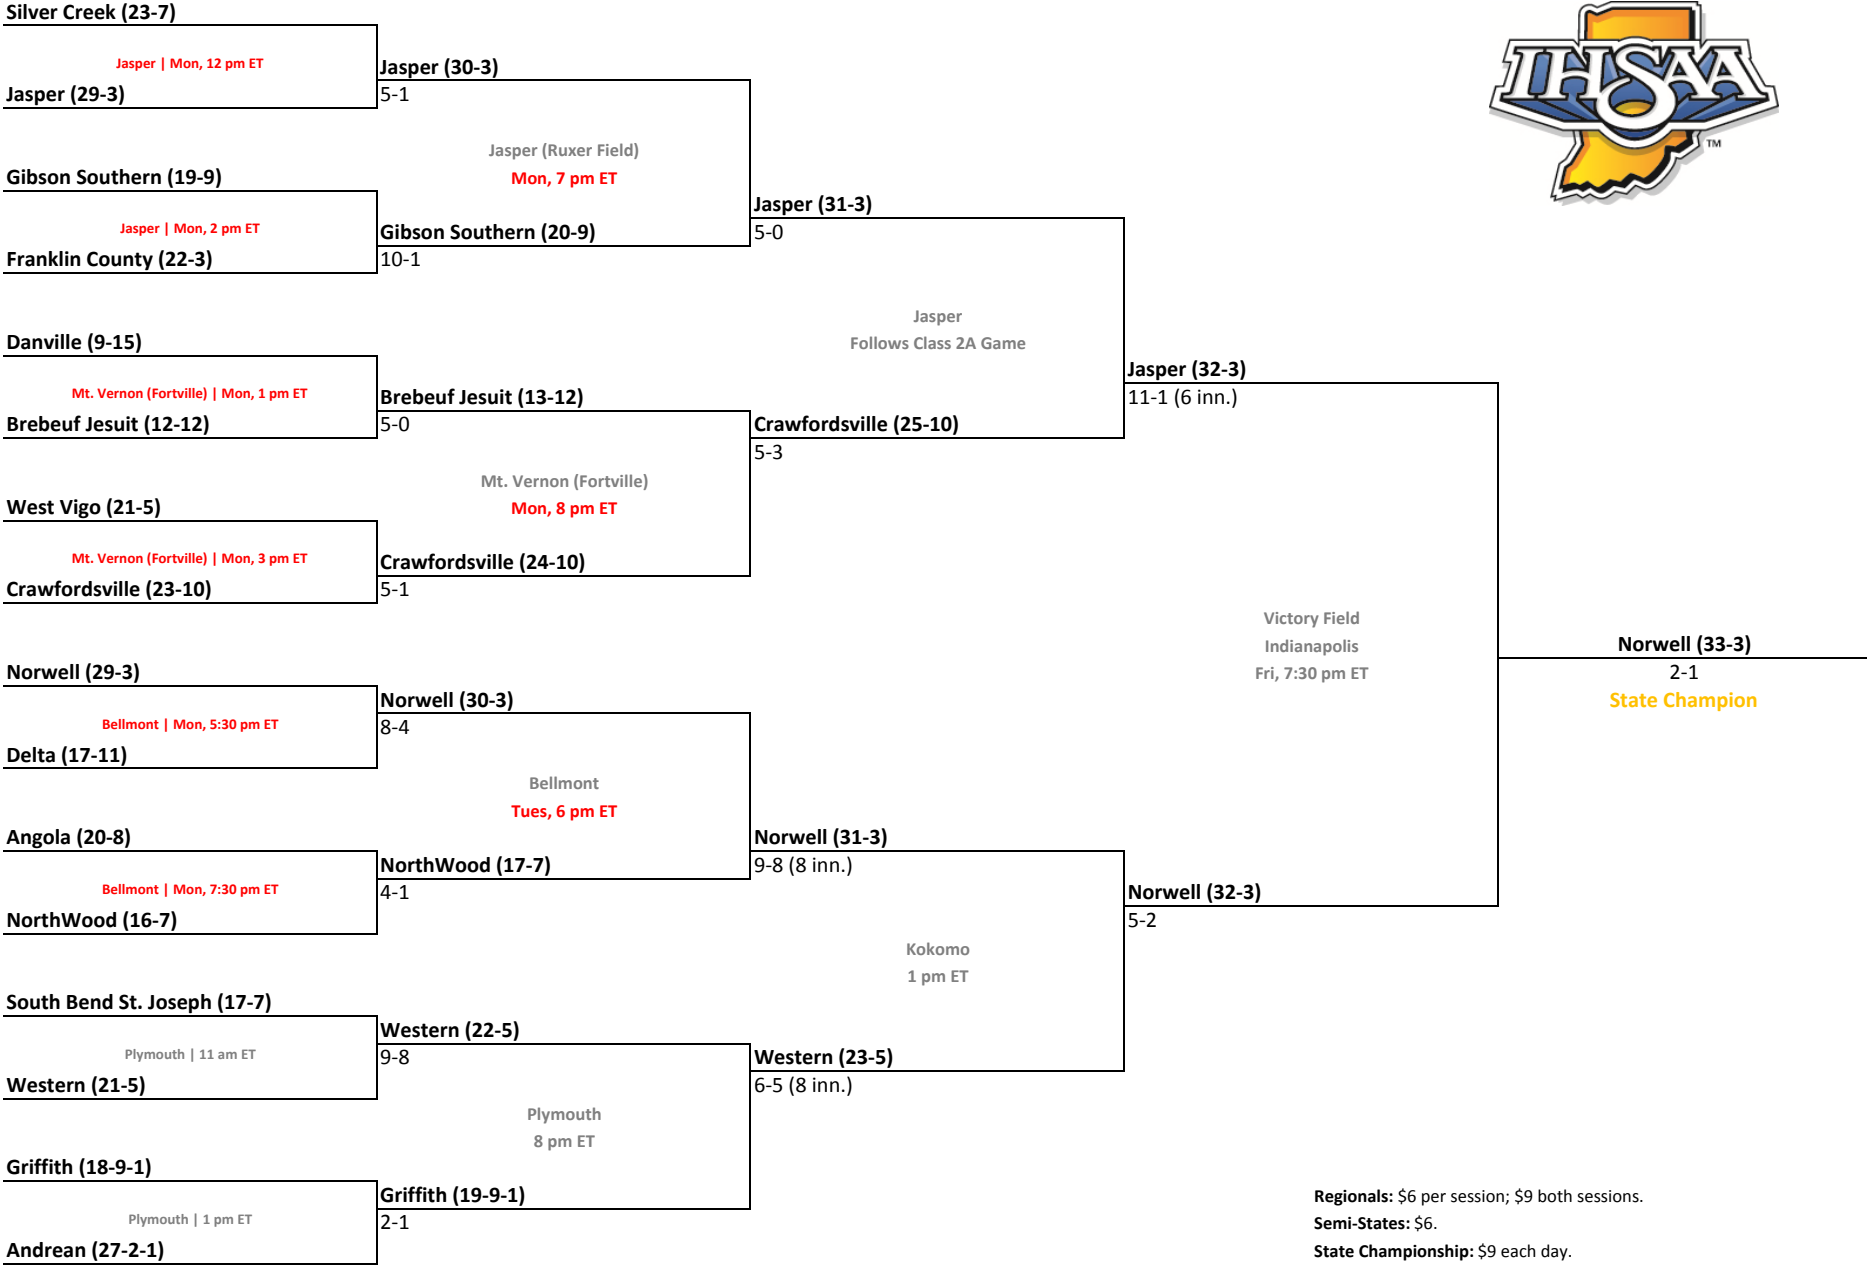 Silver Creek (23-7)
Jasper | Mon, 12 pm ET
Jasper (29-3)
Gibson Southern (19-9)
Jasper | Mon, 2 pm ET
Franklin County (22-3)
Danville (9-15)
Mt. Vernon (Fortville) | Mon, 1 pm ET
Brebeuf Jesuit (12-12)
West Vigo (21-5)
Mt. Vernon (Fortville) | Mon, 3 pm ET
Crawfordsville (23-10)
Norwell (29-3)
Bellmont | Mon, 5:30 pm ET
Delta (17-11)
Angola (20-8)
Bellmont | Mon, 7:30 pm ET
NorthWood (16-7)
South Bend St. Joseph (17-7)
Plymouth | 11 am ET
Western (21-5)
Griffith (18-9-1)
Plymouth | 1 pm ET
Andrean (27-2-1)
Jasper (30-3)
5-1
Jasper (Ruxer Field)
Mon, 7 pm ET
Gibson Southern (20-9)
10-1
Brebeuf Jesuit (13-12)
5-0
Mt. Vernon (Fortville)
Mon, 8 pm ET
Crawfordsville (24-10)
5-1
Norwell (30-3)
8-4
Bellmont
Tues, 6 pm ET
NorthWood (17-7)
4-1
Western (22-5)
9-8
Plymouth
8 pm ET
Griffith (19-9-1)
2-1
Jasper (31-3)
5-0
Jasper
Follows Class 2A Game
Crawfordsville (25-10)
5-3
Norwell (31-3)
9-8 (8 inn.)
Kokomo
1 pm ET
Western (23-5)
6-5 (8 inn.)
Jasper (32-3)
11-1 (6 inn.)
Victory Field
Indianapolis
Fri, 7:30 pm ET
Norwell (32-3)
5-2
Norwell (33-3)
2-1
State Champion
IHSAA
TM
Regionals: $6 per session; $9 both sessions.
Semi-States: $6.
State Championship: $9 each day.